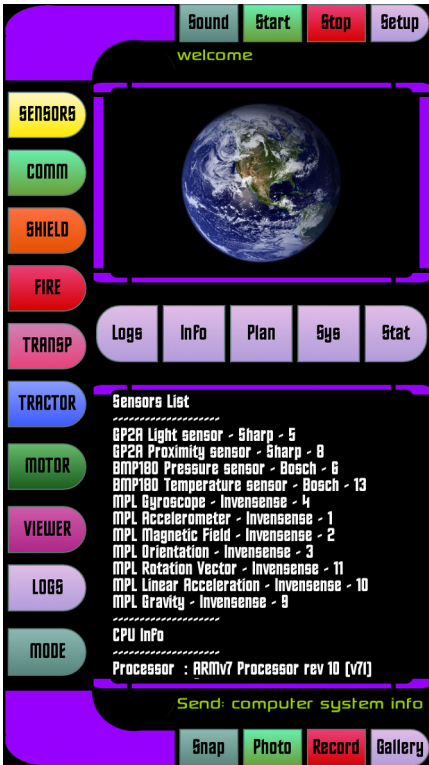 Sound Start Stop Setup
welcome
SENSORS
COMM
SHIELD
FIRE
TRANSP
TRACTOR
MOTOR
VIEWER
LOGS
MODE
Logs Info Plan Sys Stat
Sensors List
--------------------
GP2A Light sensor - Sharp - 5
GP2A Proximity sensor - Sharp - 8
BMP180 Pressure sensor - Bosch - 6
BMP180 Temperature sensor - Bosch - 13
MPL Gyroscope - Invensense - 4
MPL Accelerometer - Invensense - 1
MPL Magnetic Field - Invensense - 2
MPL Orientation - Invensense - 3
MPL Rotation Vector - Invensense - 11
MPL Linear Acceleration - Invensense - 10
MPL Gravity - Invensense - 9
--------------------
CPU Info
--------------------
Processor : ARMv7 Processor rev 10 (v7l)
Send: computer system info
Snap Photo Record Gallery